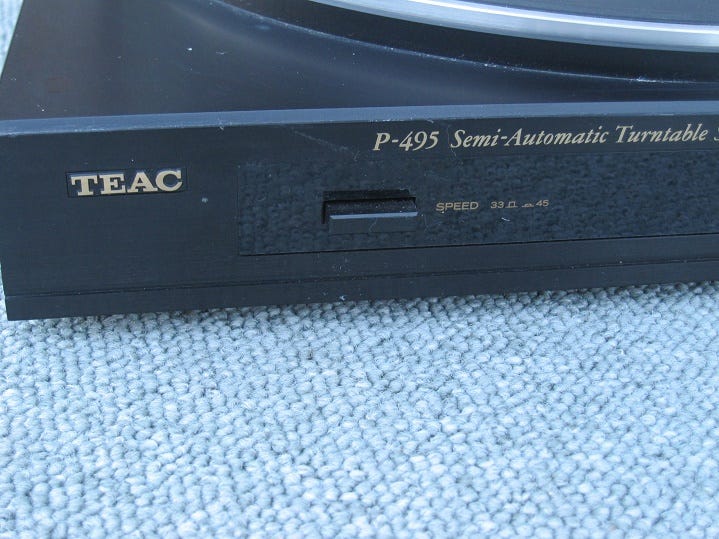 P-495 Semi-Automatic Turntable
TEAC
SPEED 33 45